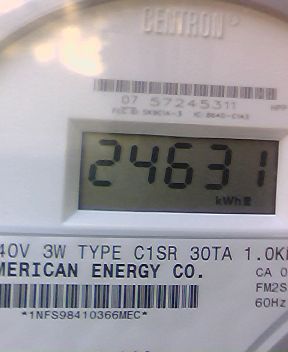 CENTRON
07 57245311
24631
kWh
40V 3W TYPE C1SR 30TA 1.0K
MERICAN ENERGY CO.
CA 0
FM2S
60Hz
*1NFS98410366MEC*